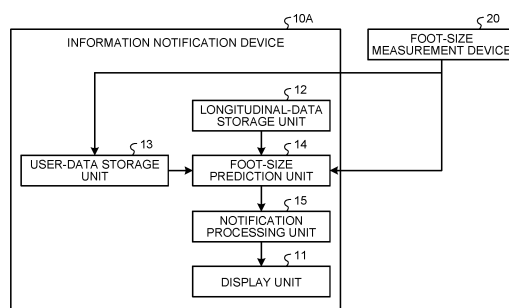 10A
20
INFORMATION NOTIFICATION DEVICE
FOOT-SIZE
MEASUREMENT DEVICE
12
LONGITUDINAL-DATA
STORAGE UNIT
13
USER-DATA STORAGE
UNIT
14
FOOT-SIZE
PREDICTION UNIT
15
NOTIFICATION
PROCESSING UNIT
11
DISPLAY UNIT